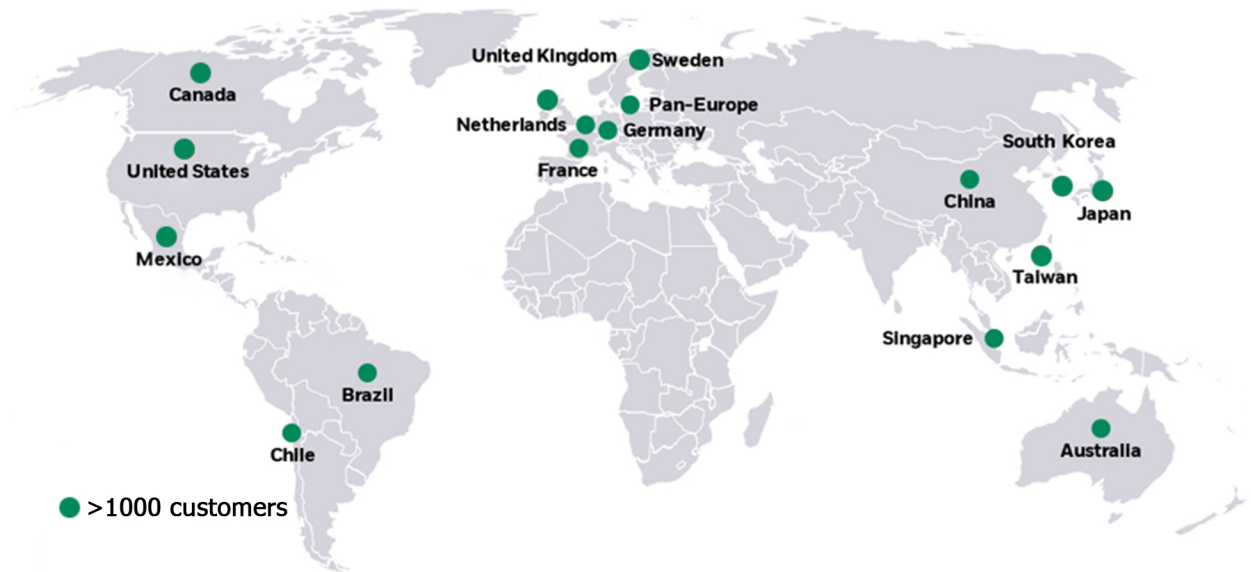 United Kingdom
Sweden
Canada
Pan-Europe
Netherlands
Germany
South Korea
United States
France
China
Japan
Mexico
Taiwan
Singapore
Brazil
Australia
Chile
>1000 customers